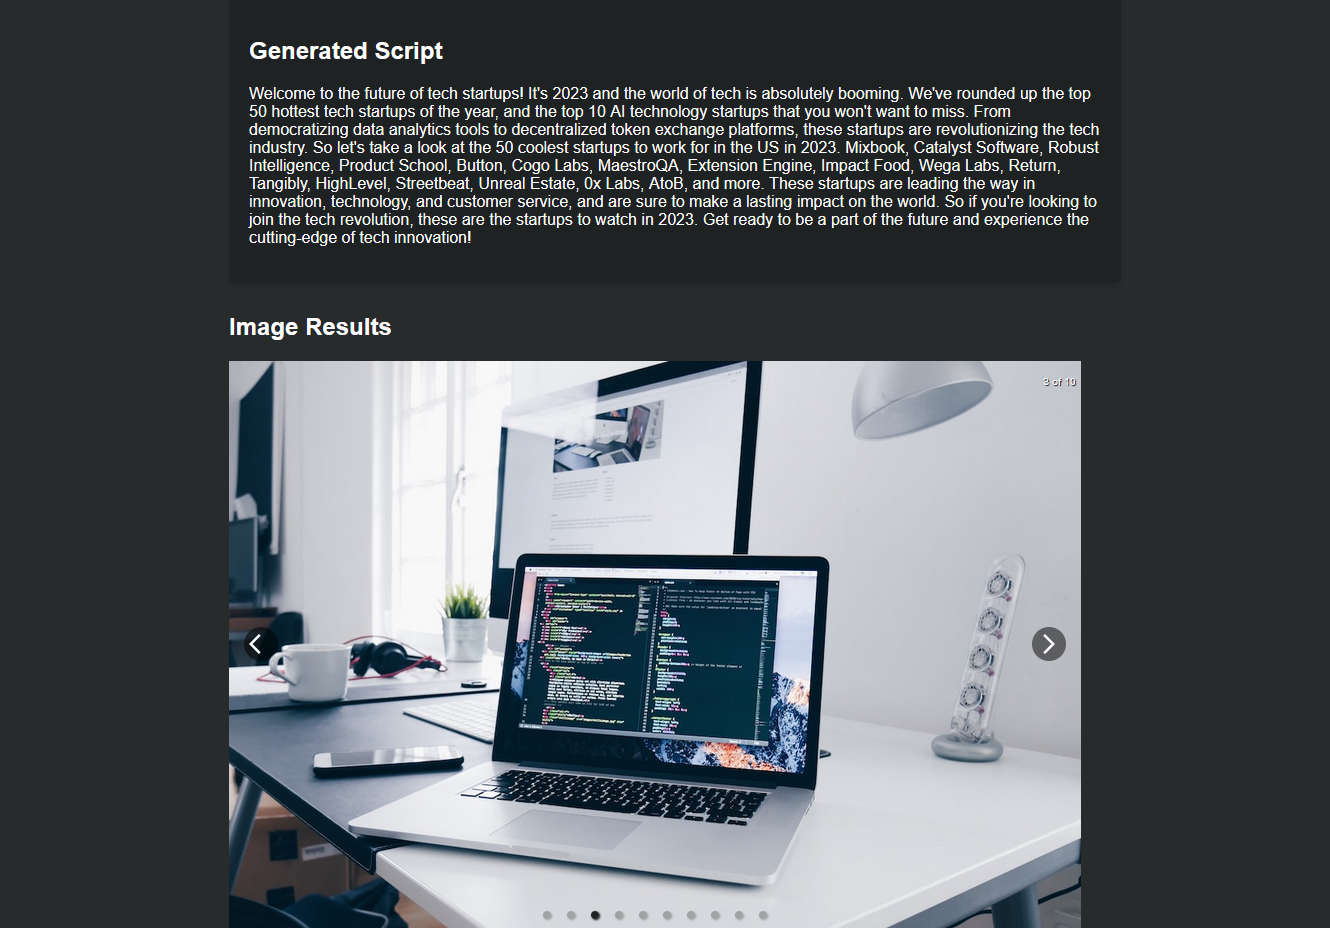 Generated Script
Welcome to the future of tech startups! It's 2023 and the world of tech is absolutely booming. We've rounded up the top
50 hottest tech startups of the year, and the top 10 AI technology startups that you won't want to miss. From
democratizing data analytics tools to decentralized token exchange platforms, these startups are revolutionizing the tech
industry. So let's take a look at the 50 coolest startups to work for in the US in 2023. Mixbook, Catalyst Software, Robust
Intelligence, Product School, Button, Cogo Labs, MaestroQA, Extension Engine, Impact Food, Wega Labs, Return,
Tangibly, HighLevel, Streetbeat, Unreal Estate, 0x Labs, AtoB, and more. These startups are leading the way in
innovation, technology, and customer service, and are sure to make a lasting impact on the world. So if you're looking to
join the tech revolution, these are the startups to watch in 2023. Get ready to be a part of the future and experience the
cutting-edge of tech innovation!
Image Results
3 of 10